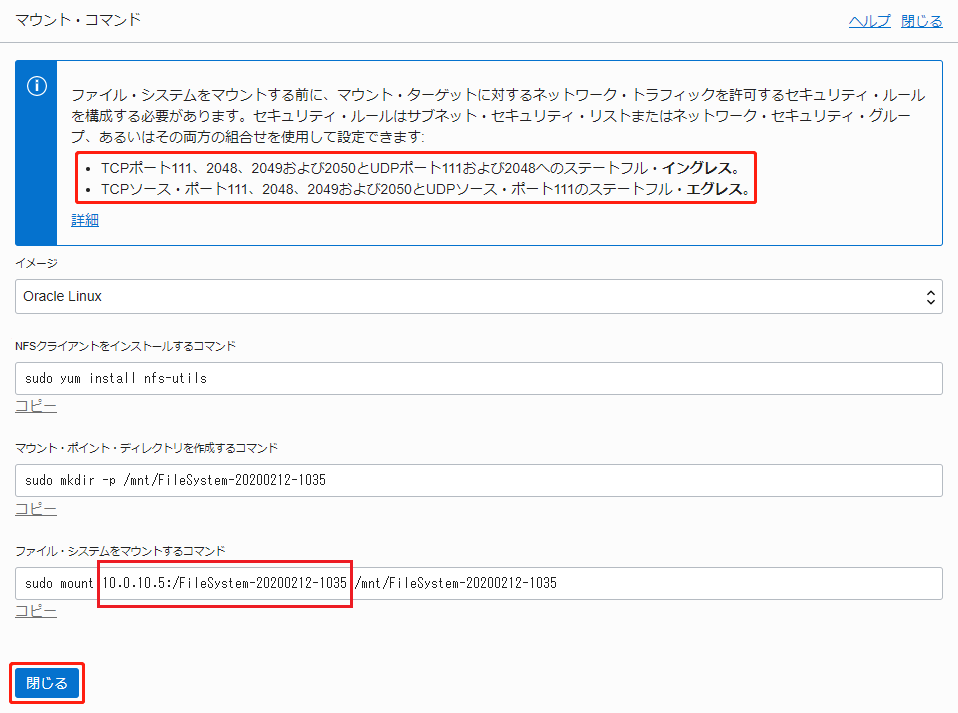 マウント・コマンド
ヘルプ 閉じる
ファイル・システムをマウントする前に、マウント・ターゲットに対するネットワーク・トラフィックを許可するセキュリティ・ルール
を構成する必要があります。セキュリティ・ルールはサブネット・セキュリティ・リストまたはネットワーク・セキュリティ・グルー
プ、あるいはその両方の組合せを使用して設定できます:
• TCPポート111、2048、2049および2050とUDPポート111および2048へのステートフル・イングレス。
• TCPソース・ポート111、2048、2049および2050とUDPソース・ポート111のステートフル・エグレス。
詳細
イメージ
Oracle Linux
NFSクライアントをインストールするコマンド
sudo yum install nfs-utils
コピー
マウント・ポイント・ディレクトリを作成するコマンド
sudo mkdir -p /mnt/FileSystem-20200212-1035
コピー
ファイル・システムをマウントするコマンド
sudo mount 10.0.10.5:/FileSystem-20200212-1035 /mnt/FileSystem-20200212-1035
コピー
閉じる